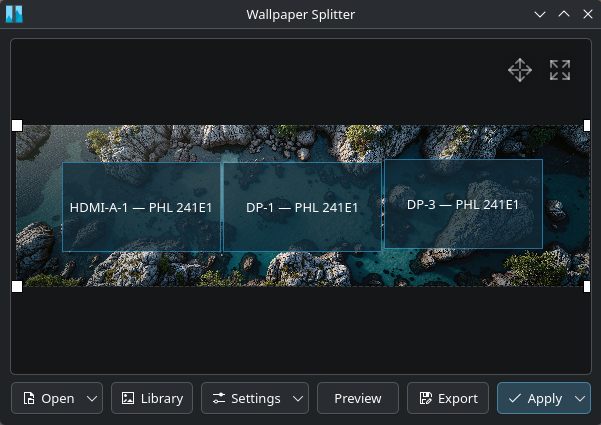 Wallpaper Splitter
HDMI-A-1 — PHL 241E1
DP-1 — PHL 241E1
DP-3 — PHL 241E1
Open
Library
Settings
Preview
Export
Apply